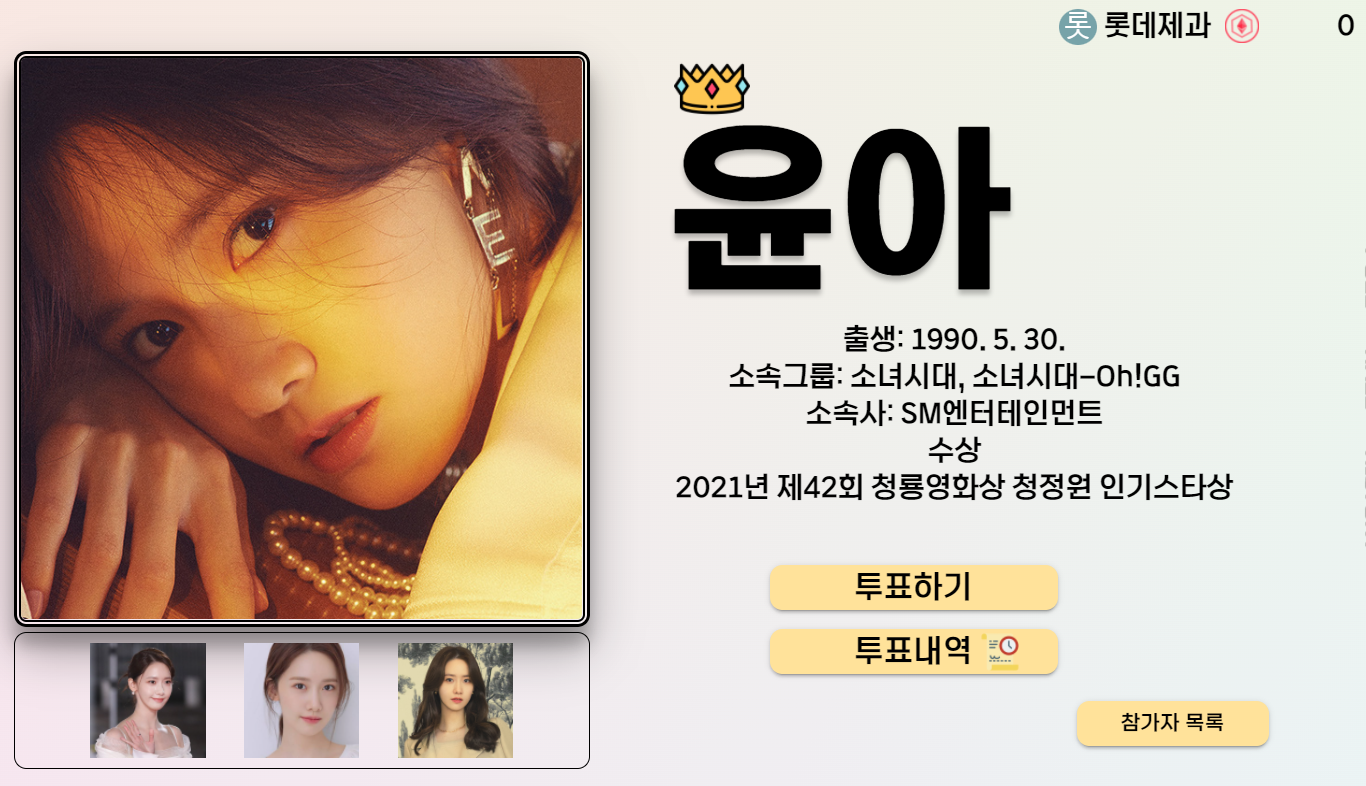 롯 롯데제과 0
윤아
출생: 1990. 5. 30.
소속그룹: 소녀시대, 소녀시대-Oh!GG
소속사: SM엔터테인먼트
수상
2021년 제42회 청룡영화상 청정원 인기스타상
투표하기
투표내역
참가자 목록